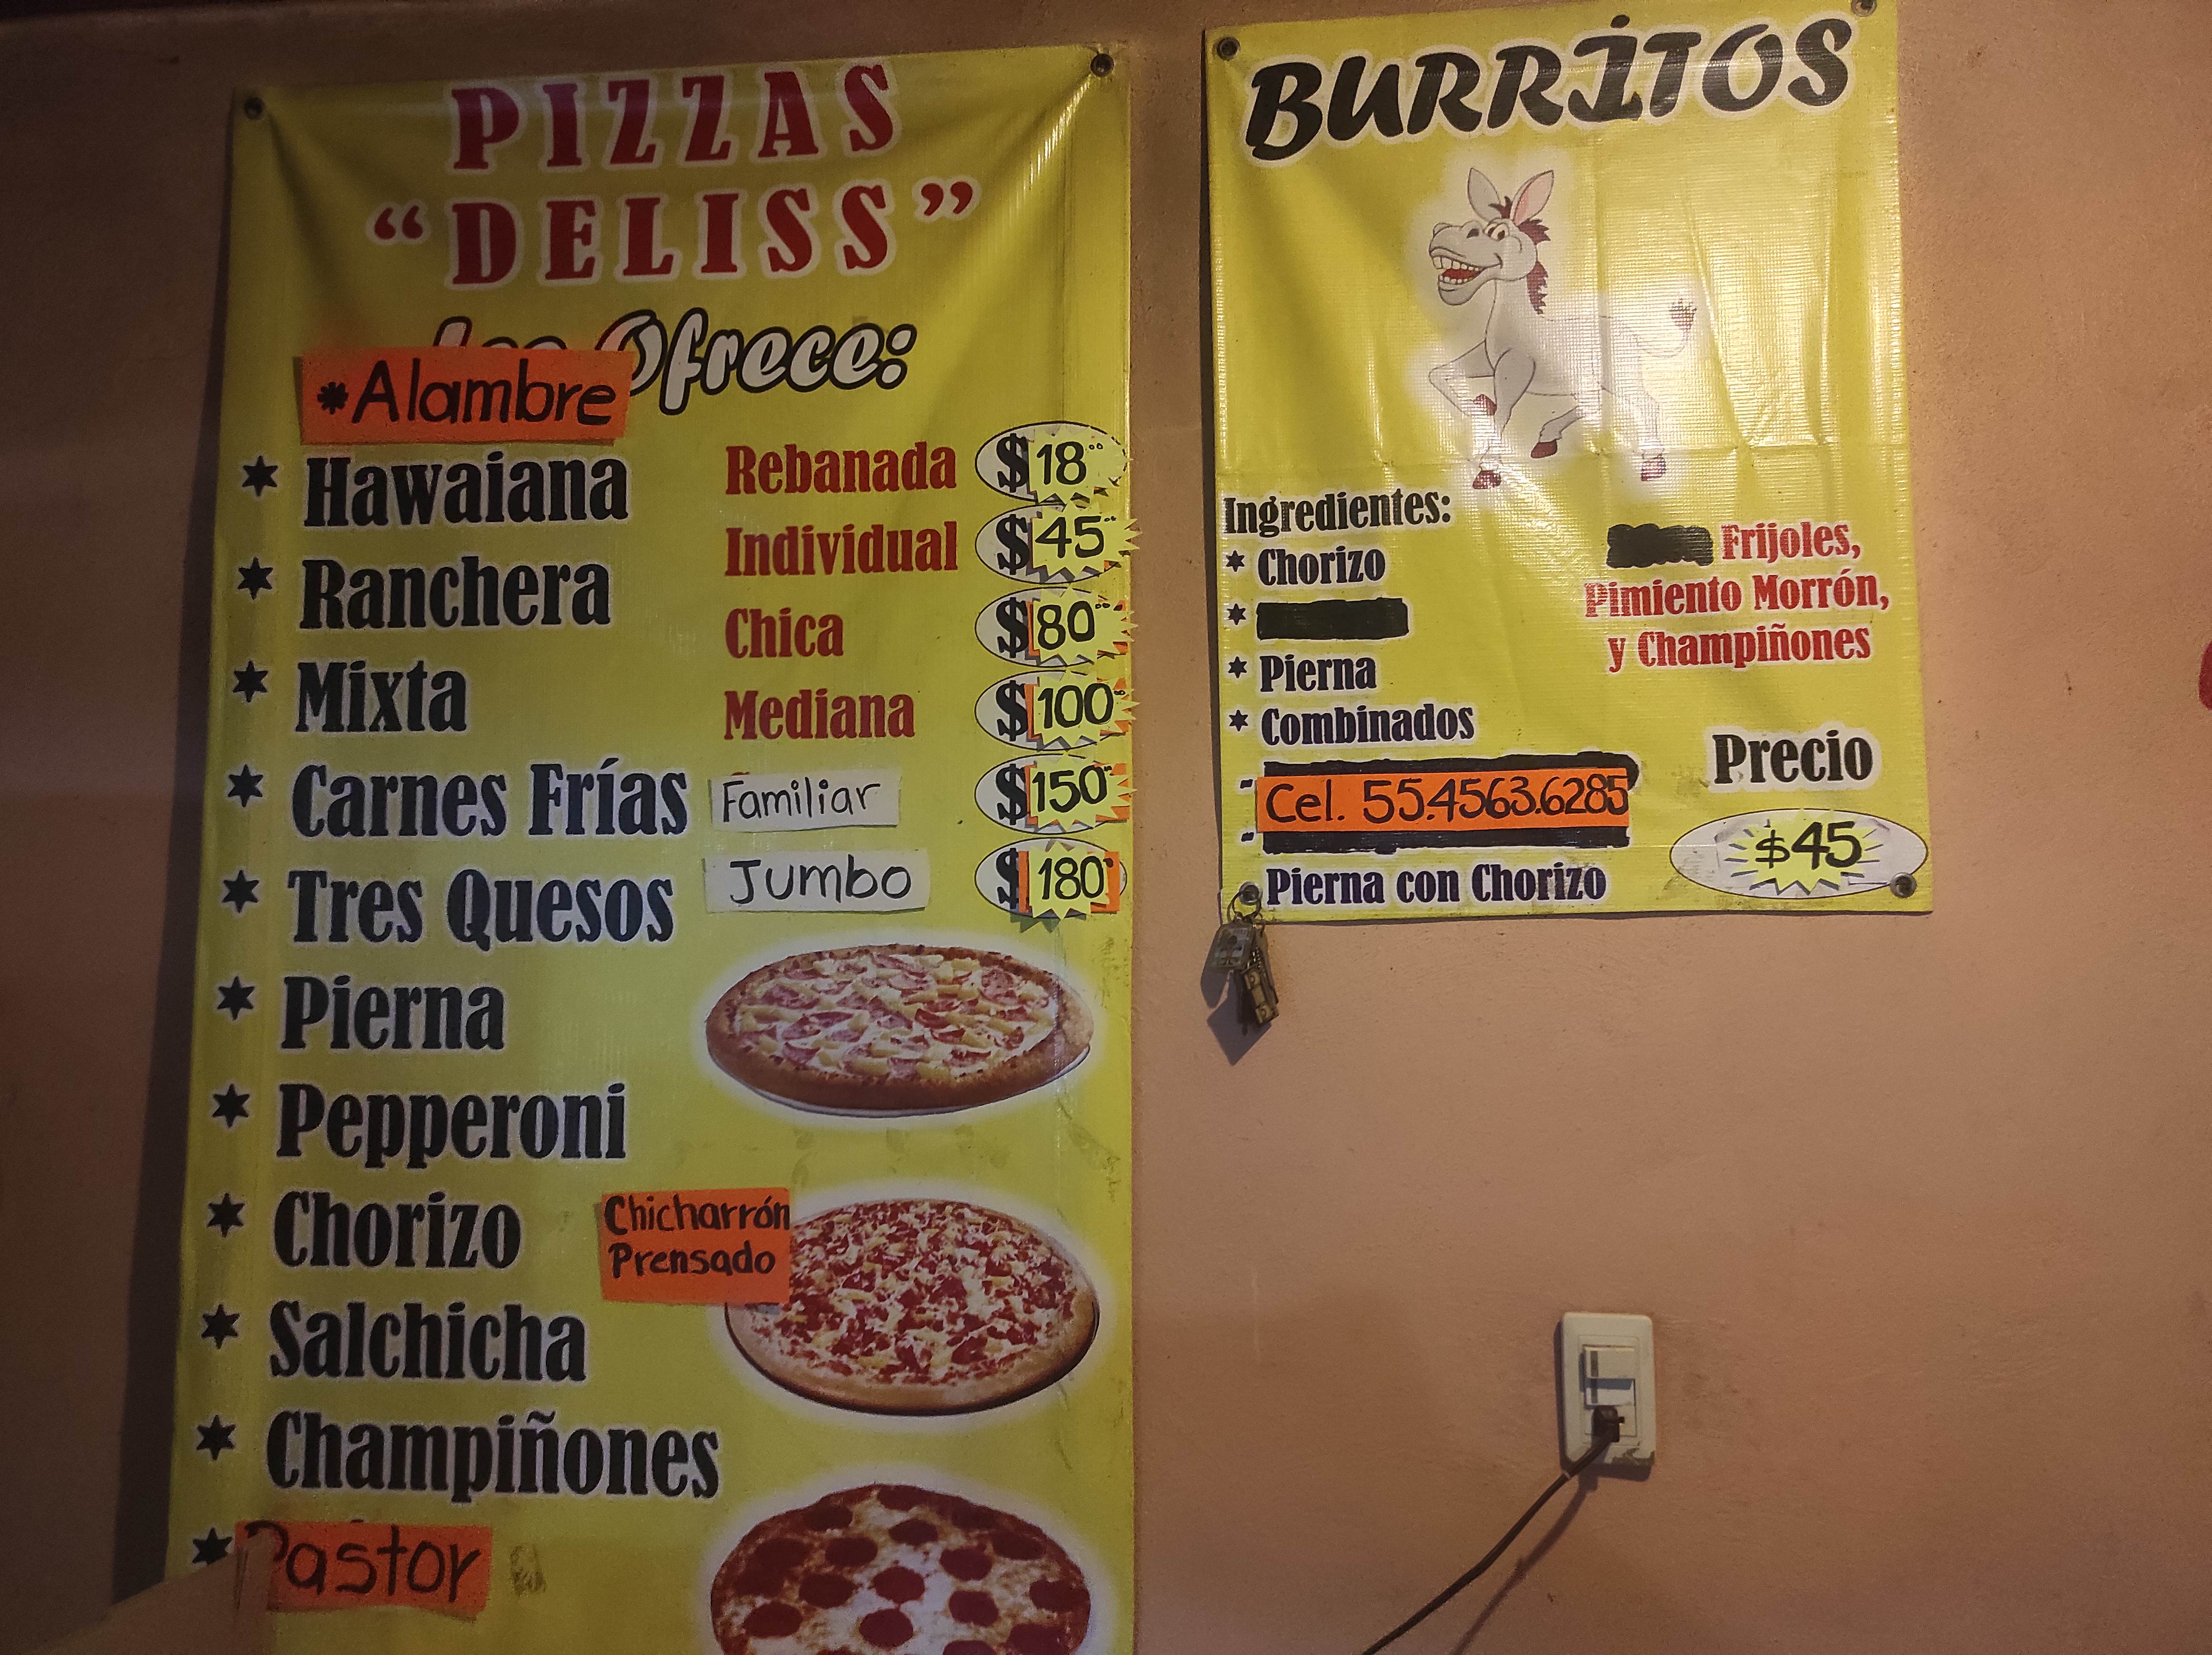 PIZZAS
"DELISS"
Ofrece:
*Alambre
* Hawaiana
* Ranchera
* Mixta
* Carnes Frías
* Tres Quesos
* Pierna
* Pepperoni
* Chorizo
Chicharrón
Prensado
* Salchicha
* Champiñones
* Pastor
Rebanada $18.00
Individual $45
Chica $80
Mediana $100
Familiar $150
Jumbo $180
BURRITOS
Ingredientes:
* Chorizo
*
* Pierna
* Combinados
Cel. 55.4563.6285
Pierna con Chorizo
Frijoles,
Pimiento Morrón,
y Champiñones
Precio
$45